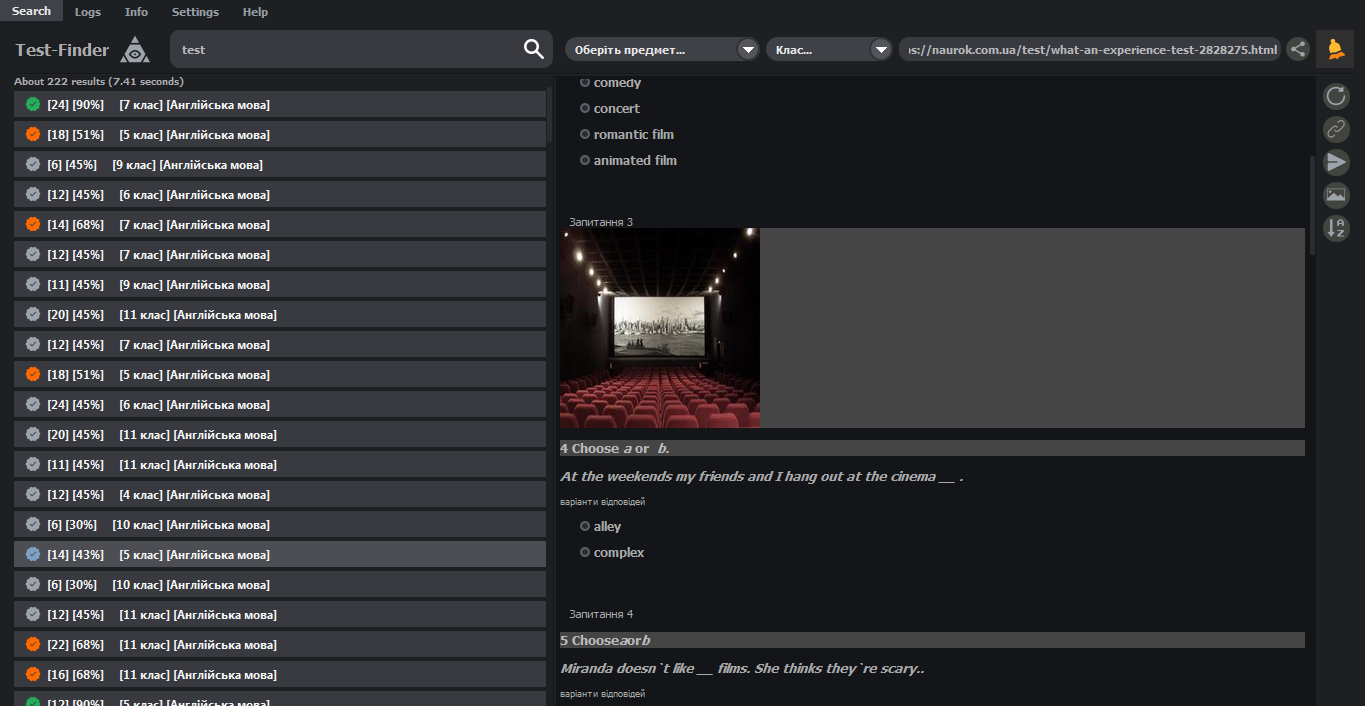 Search Logs Info Settings Help
Test-Finder
test
Оберіть предмет...
Клас...
ps://naurok.com.ua/test/what-an-experience-test-2828275.html
About 222 results (7.41 seconds)
[24] [90%] [7 клас] [Англійська мова]
[18] [51%] [5 клас] [Англійська мова]
[6] [45%] [9 клас] [Англійська мова]
[12] [45%] [6 клас] [Англійська мова]
[14] [68%] [7 клас] [Англійська мова]
[12] [45%] [7 клас] [Англійська мова]
[11] [45%] [9 клас] [Англійська мова]
[20] [45%] [11 клас] [Англійська мова]
[12] [45%] [7 клас] [Англійська мова]
[18] [51%] [5 клас] [Англійська мова]
[24] [45%] [6 клас] [Англійська мова]
[20] [45%] [11 клас] [Англійська мова]
[11] [45%] [11 клас] [Англійська мова]
[12] [45%] [4 клас] [Англійська мова]
[6] [30%] [10 клас] [Англійська мова]
[14] [43%] [5 клас] [Англійська мова]
[6] [30%] [10 клас] [Англійська мова]
[12] [45%] [11 клас] [Англійська мова]
[22] [68%] [11 клас] [Англійська мова]
[16] [68%] [11 клас] [Англійська мова]
[12] [90%] [5 клас] [Англійська мова]
comedy
concert
romantic film
animated film
Запитання 3
4 Choose a or b.
At the weekends my friends and I hang out at the cinema __ .
варіанти відповідей
alley
complex
Запитання 4
5 Chooseaorb
Miranda doesn`t like __ films. She thinks they`re scary..
варіанти відповідей
A
Z